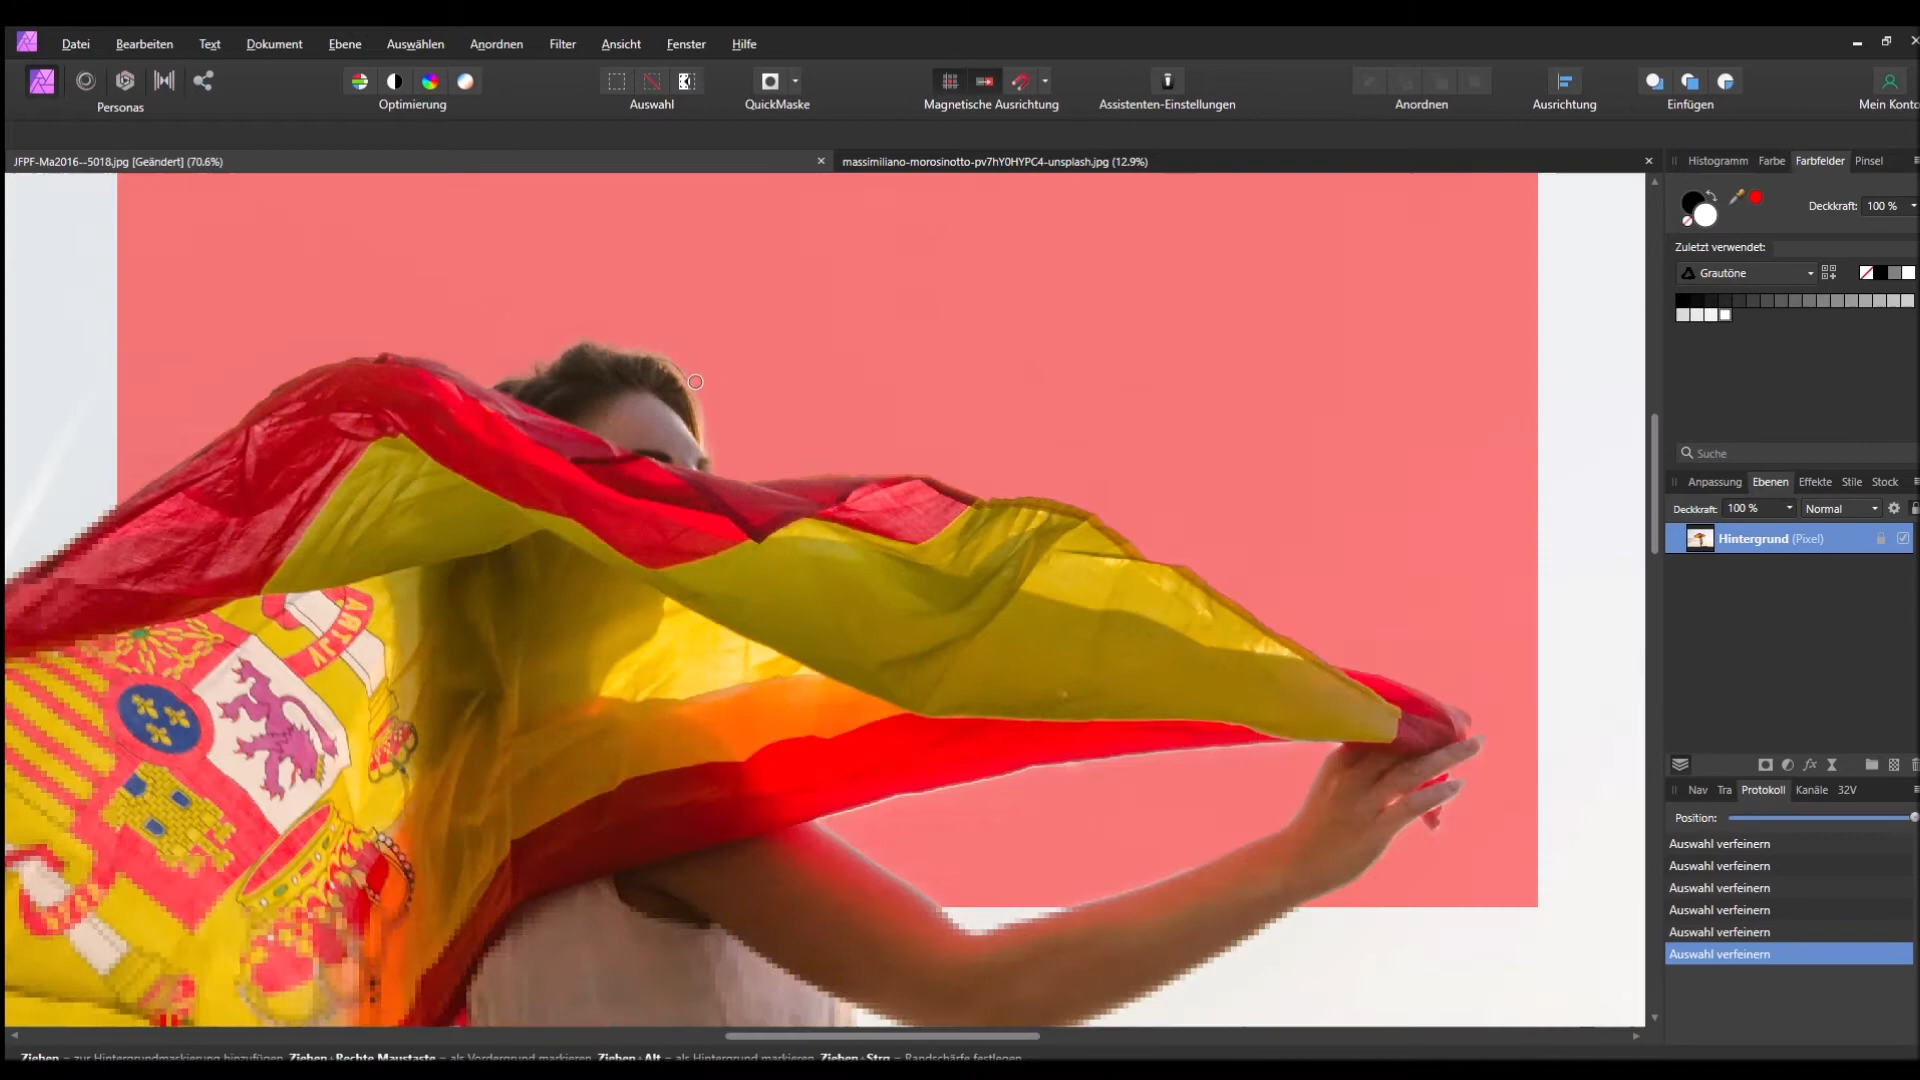 Datei Bearbeiten Text Dokument Ebene Auswählen Anordnen Filter Ansicht Fenster Hilfe
Personas Optimierung Auswahl QuickMaske Magnetische Ausrichtung Assistenten-Einstellungen Anordnen Ausrichtung Einfügen Mein Konto
JFPF-Ma2016--5018.jpg [Geändert] (70.6%) massimiliano-morosinotto-pv7hY0HYPC4-unsplash.jpg (12.9%)
Histogramm Farbe Farbfelder Pinsel
Deckkraft: 100 %
Zuletzt verwendet:
Grautöne
Suche
Anpassung Ebenen Effekte Stile Stock
Deckkraft: 100 % Normal
Hintergrund (Pixel)
Nav Tra Protokoll Kanäle 32V
Position:
Auswahl verfeinern
Auswahl verfeinern
Auswahl verfeinern
Auswahl verfeinern
Auswahl verfeinern
Auswahl verfeinern
Ziehen = zur Hintergrundmarkierung hinzufügen. Ziehen+Rechte Maustaste = als Vordergrund markieren. Ziehen+Alt = als Hintergrund markieren. Ziehen+Strg = Randschärfe festlegen.